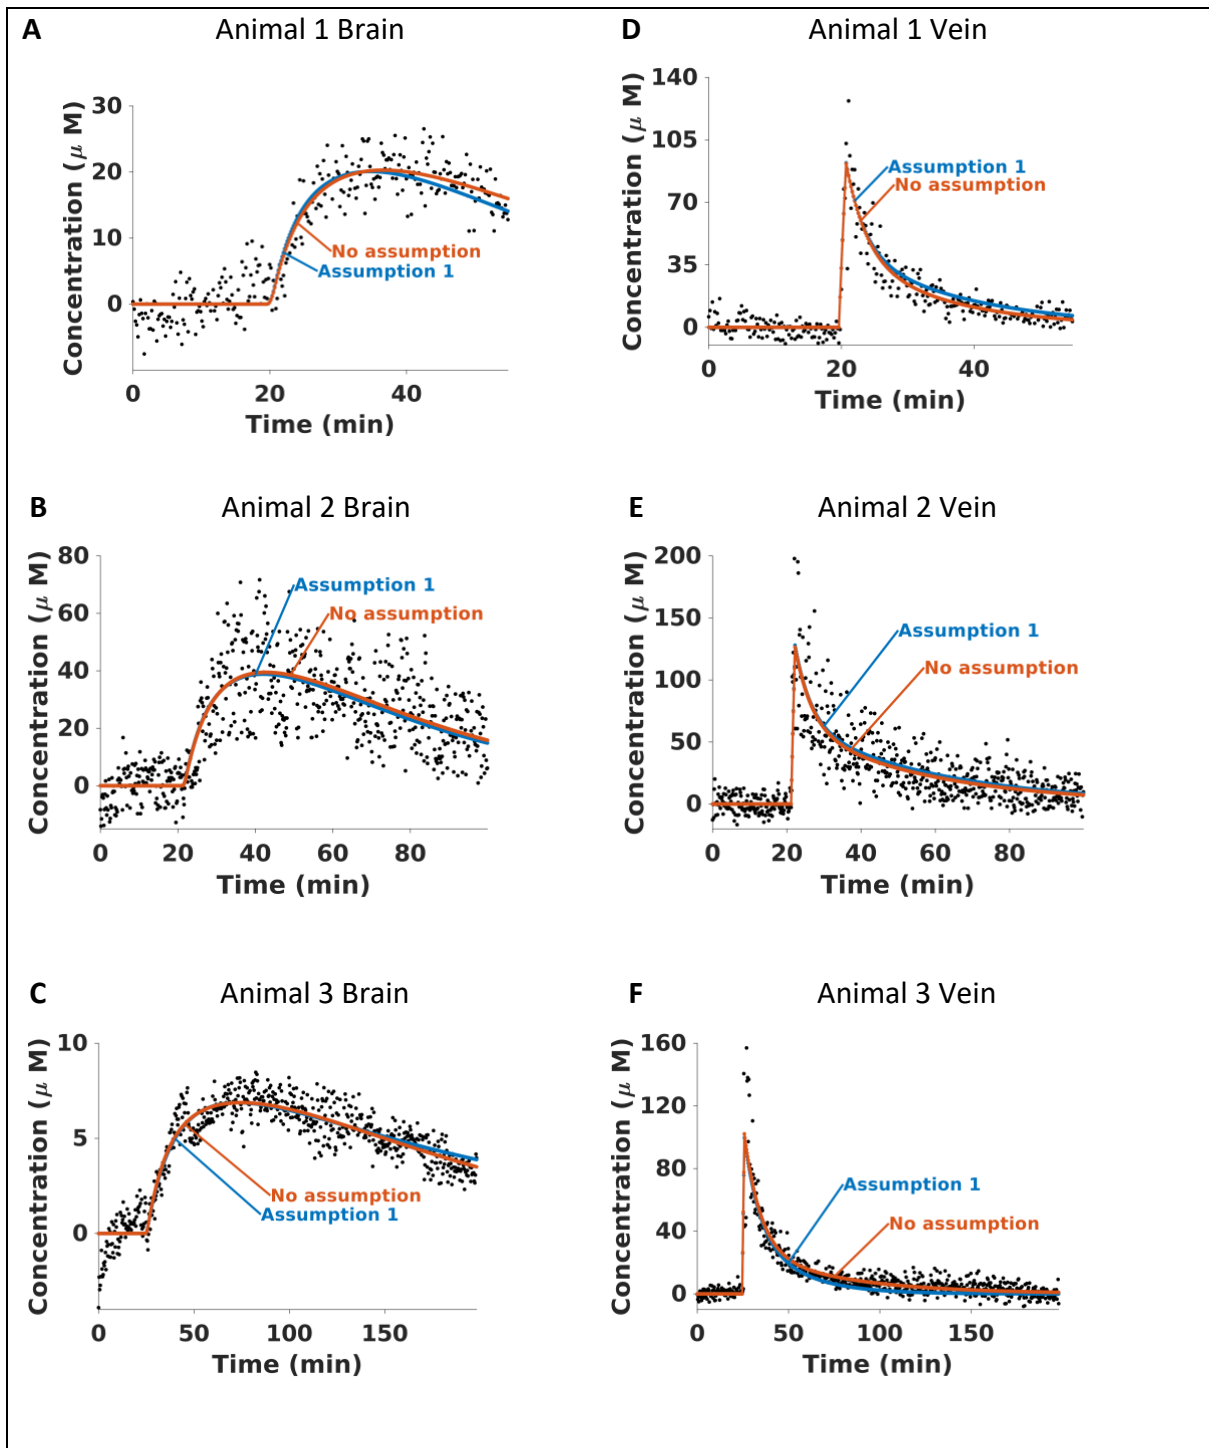 A Animal 1 Brain
Concentration (μ M)
30
20
10
0
No assumption
Assumption 1
0 20 40
Time (min)
D Animal 1 Vein
Concentration (μ M)
140
105
70
35
0
Assumption 1
No assumption
0 20 40
Time (min)
B Animal 2 Brain
Concentration (μ M)
80
60
40
20
0
Assumption 1
No assumption
0 20 40 60 80
Time (min)
E Animal 2 Vein
Concentration (μ M)
200
150
100
50
0
Assumption 1
No assumption
0 20 40 60 80
Time (min)
C Animal 3 Brain
Concentration (μ M)
10
5
0
No assumption
Assumption 1
0 50 100 150
Time (min)
F Animal 3 Vein
Concentration (μ M)
160
120
80
40
0
Assumption 1
No assumption
0 50 100 150
Time (min)